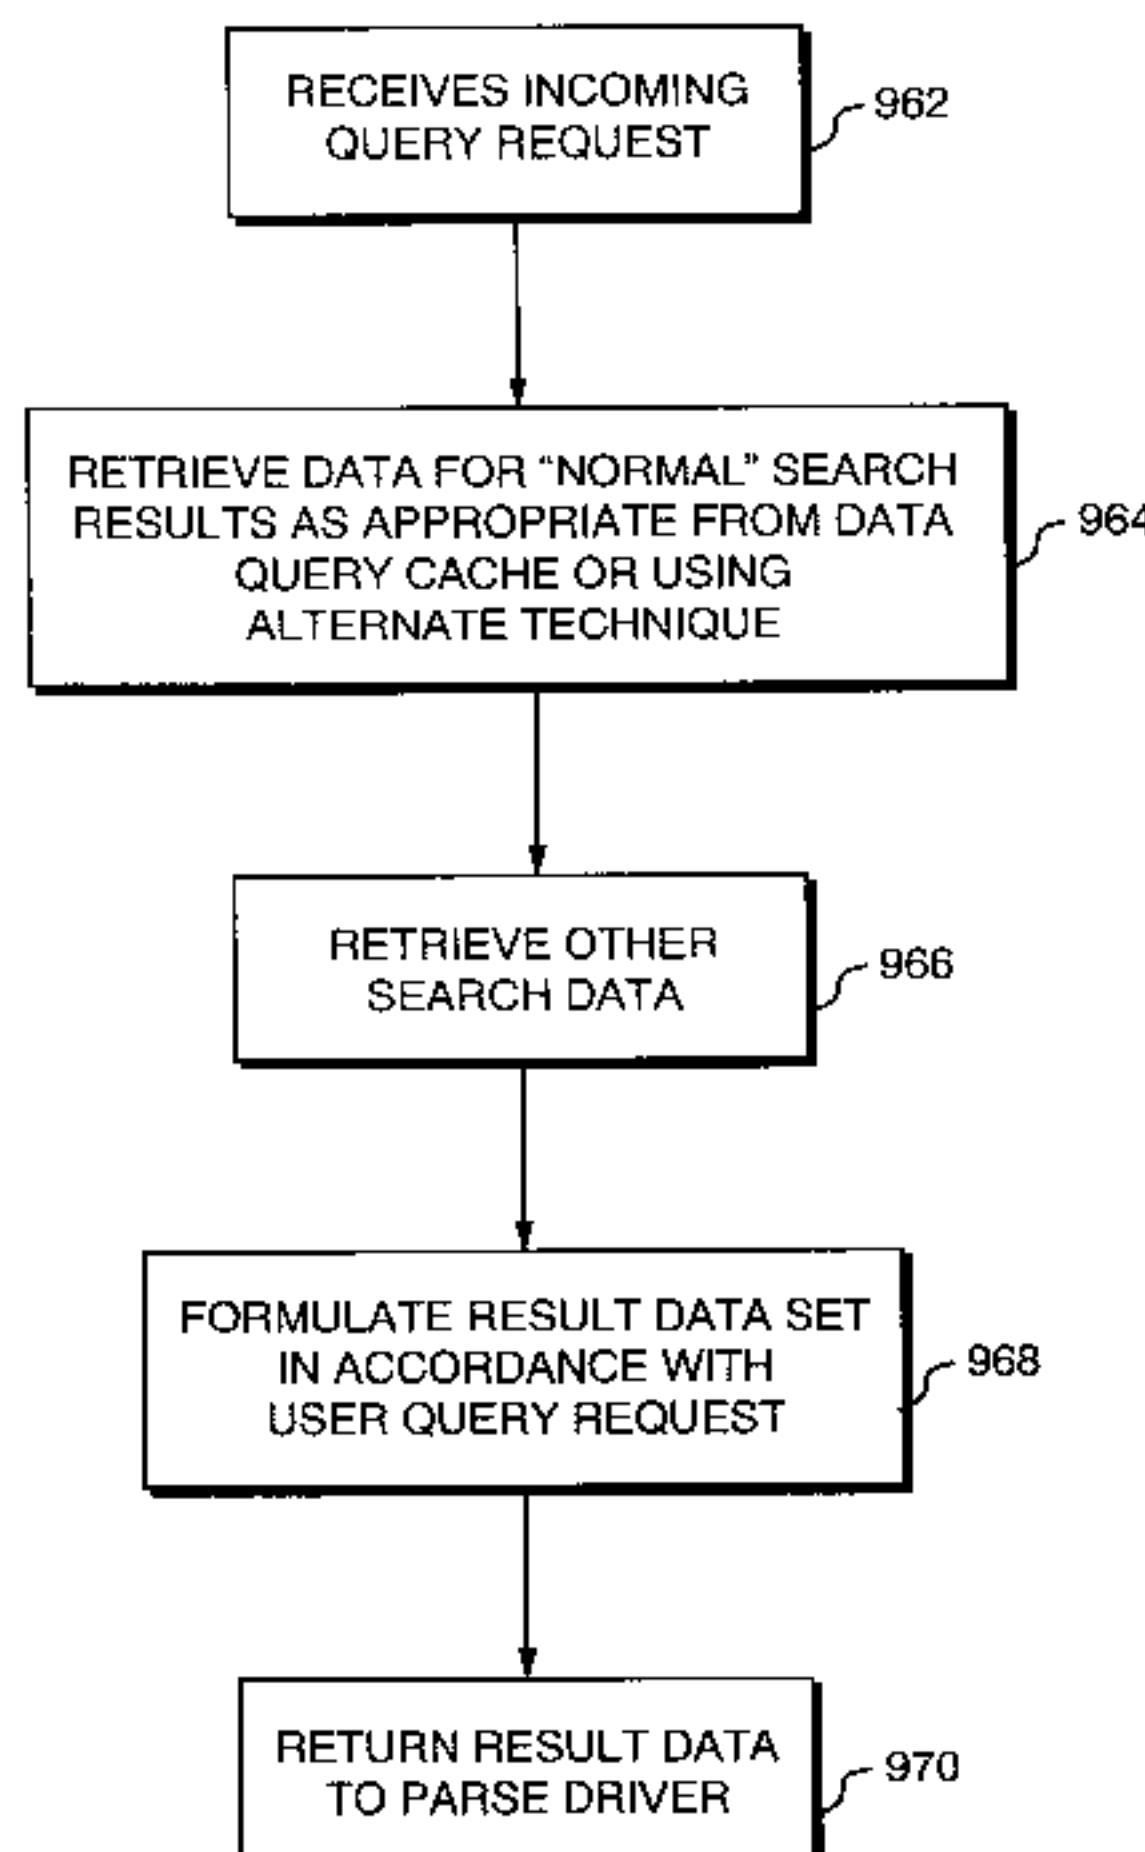 RECEIVES INCOMING
QUERY REQUEST
962
RETRIEVE DATA FOR “NORMAL” SEARCH
RESULTS AS APPROPRIATE FROM DATA
QUERY CACHE OR USING
ALTERNATE TECHNIQUE
964
RETRIEVE OTHER
SEARCH DATA
966
FORMULATE RESULT DATA SET
IN ACCORDANCE WITH
USER QUERY REQUEST
968
RETURN RESULT DATA
TO PARSE DRIVER
970